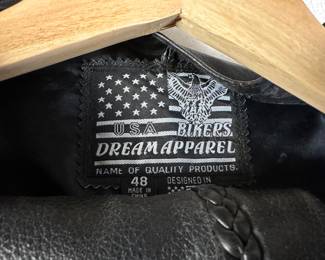 USA BIKERS
DREAM APPAREL
NAME OF QUALITY PRODUCTS.
48 DESIGNED IN
MADE IN
CHINA